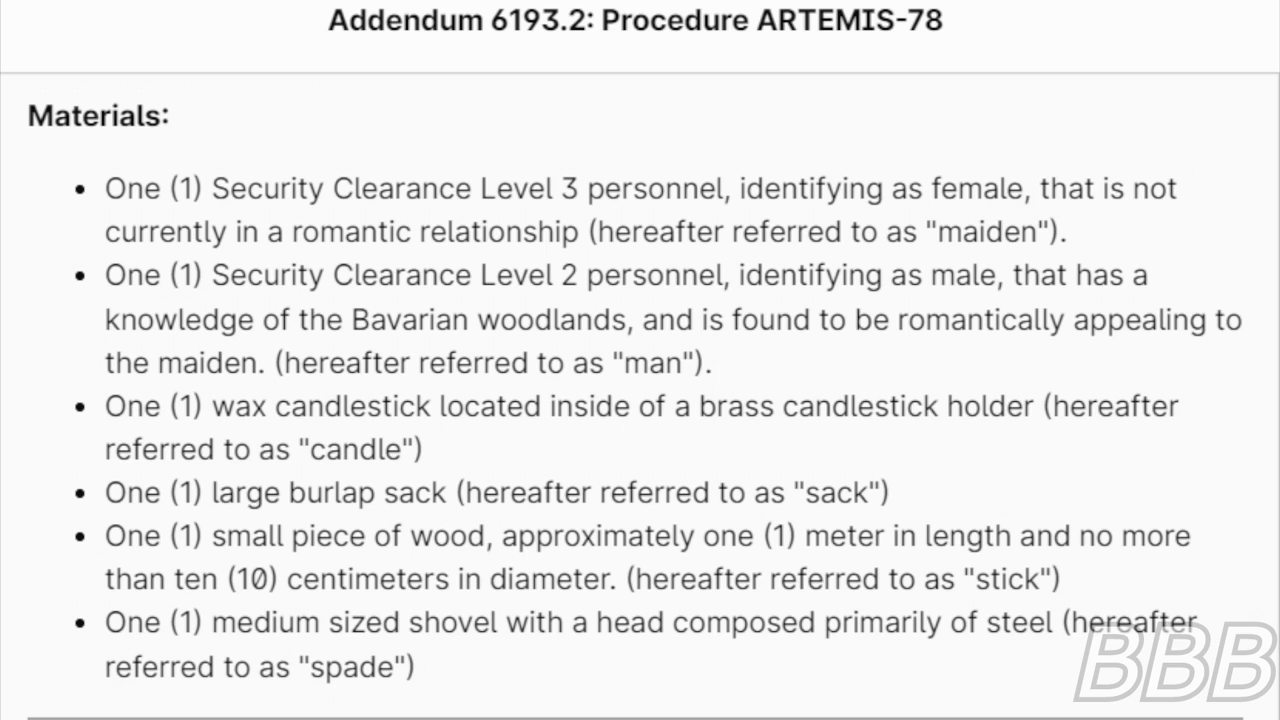 Addendum 6193.2: Procedure ARTEMIS-78
Materials:
• One (1) Security Clearance Level 3 personnel, identifying as female, that is not
currently in a romantic relationship (hereafter referred to as "maiden").
• One (1) Security Clearance Level 2 personnel, identifying as male, that has a
knowledge of the Bavarian woodlands, and is found to be romantically appealing to
the maiden. (hereafter referred to as "man").
• One (1) wax candlestick located inside of a brass candlestick holder (hereafter
referred to as "candle")
• One (1) large burlap sack (hereafter referred to as "sack")
• One (1) small piece of wood, approximately one (1) meter in length and no more
than ten (10) centimeters in diameter. (hereafter referred to as "stick")
• One (1) medium sized shovel with a head composed primarily of steel (hereafter
referred to as "spade")
BBB